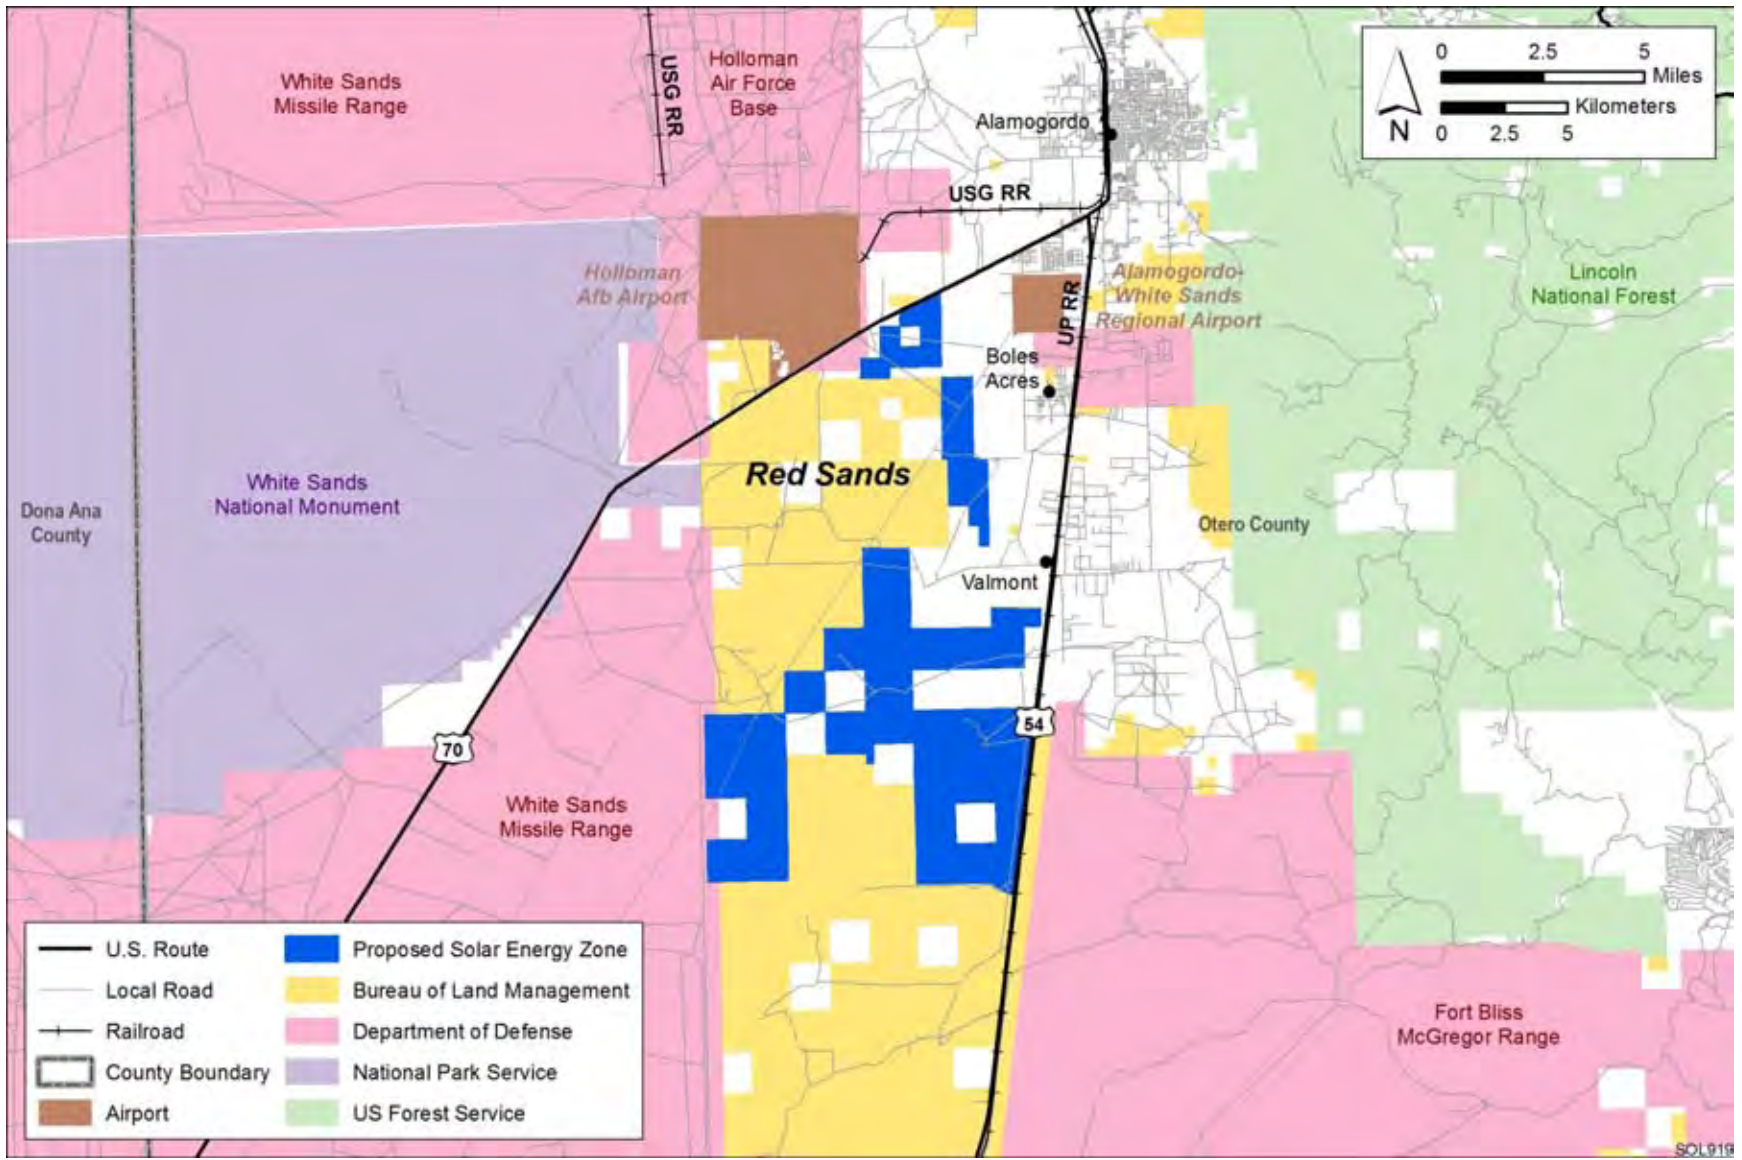 White Sands
Missile Range
USG RR
Holloman
Air Force
Base
Alamogordo
0 2.5 5
Miles
Kilometers
0 2.5 5
N
USG RR
Holloman
Afb Airport
Alamogordo-
White Sands
Regional Airport
UP RR
Lincoln
National Forest
Boles
Acres
Red Sands
White Sands
National Monument
Dona Ana
County
Otero County
Valmont
70
54
White Sands
Missile Range
Fort Bliss
McGregor Range
U.S. Route
Local Road
Railroad
County Boundary
Airport
Proposed Solar Energy Zone
Bureau of Land Management
Department of Defense
National Park Service
US Forest Service
SOL919